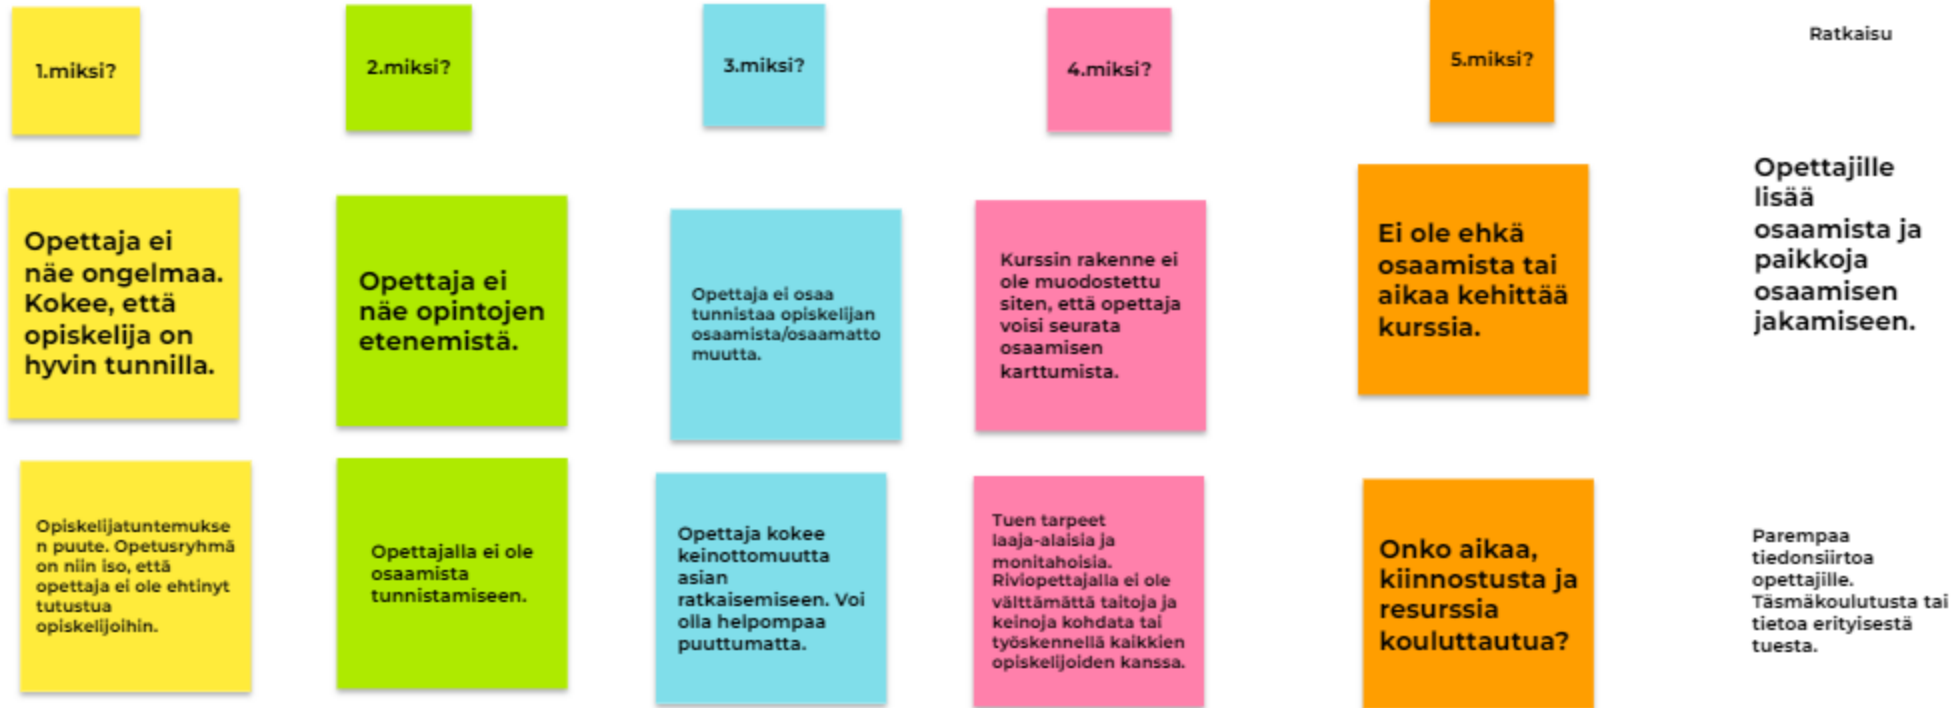 1.miksi?
2.miksi?
3.miksi?
4.miksi?
5.miksi?
Ratkaisu
Opettaja ei
näe ongelmaa.
Kokee, että
opiskelija on
hyvin tunnilla.
Opettaja ei
näe opintojen
etenemistä.
Opettaja ei osaa
tunnistaa opiskelijan
osaamista/osaamatto
muutta.
Kurssin rakenne ei
ole muodostettu
siten, että opettaja
voisi seurata
osaamisen
karttumista.
Ei ole ehkä
osaamista tai
aikaa kehittää
kurssia.
Opettajille
lisää
osaamista ja
paikkoja
osaamisen
jakamiseen.
Opiskelijatuntemukse
n puute. Opetusryhmä
on niin iso, että
opettaja ei ole ehtinyt
tutustua
opiskelijoihin.
Opettajalla ei ole
osaamista
tunnistamiseen.
Opettaja kokee
keinottomuutta
asian
ratkaisemiseen. Voi
olla helpompaa
puuttumatta.
Tuen tarpeet
laaja-alaisia ja
monitahoisia.
Riviopettajalla ei ole
välttämättä taitoja ja
keinoja kohdata tai
työskennellä kaikkien
opiskelijoiden kanssa.
Onko aikaa,
kiinnostusta ja
resurssia
kouluttautua?
Parempaa
tiedonsiirtoa
opettajille.
Täsmäkoulutusta tai
tietoa erityisestä
tuesta.